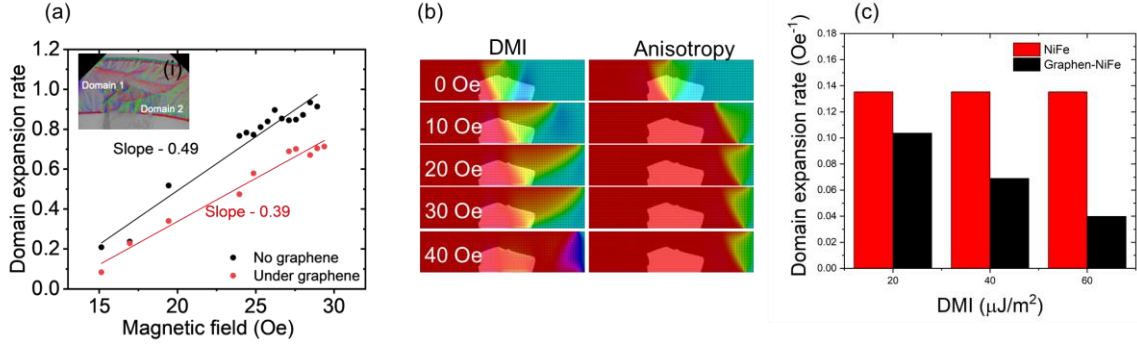 (a)
Domain expansion rate
1.2
1.0
0.8
0.6
0.4
0.2
0.0
(i)
Domain 1
Domain 2
Slope - 0.49
Slope - 0.39
No graphene
Under graphene
15
20
25
30
Magnetic field (Oe)
(b)
DMI
Anisotropy
0 Oe
10 Oe
20 Oe
30 Oe
40 Oe
(c)
Domain expansion rate (Oe⁻¹)
0.18
0.16
0.14
0.12
0.10
0.08
0.06
0.04
0.02
0.00
NiFe
Graphen-NiFe
20
40
60
DMI (μJ/m²)